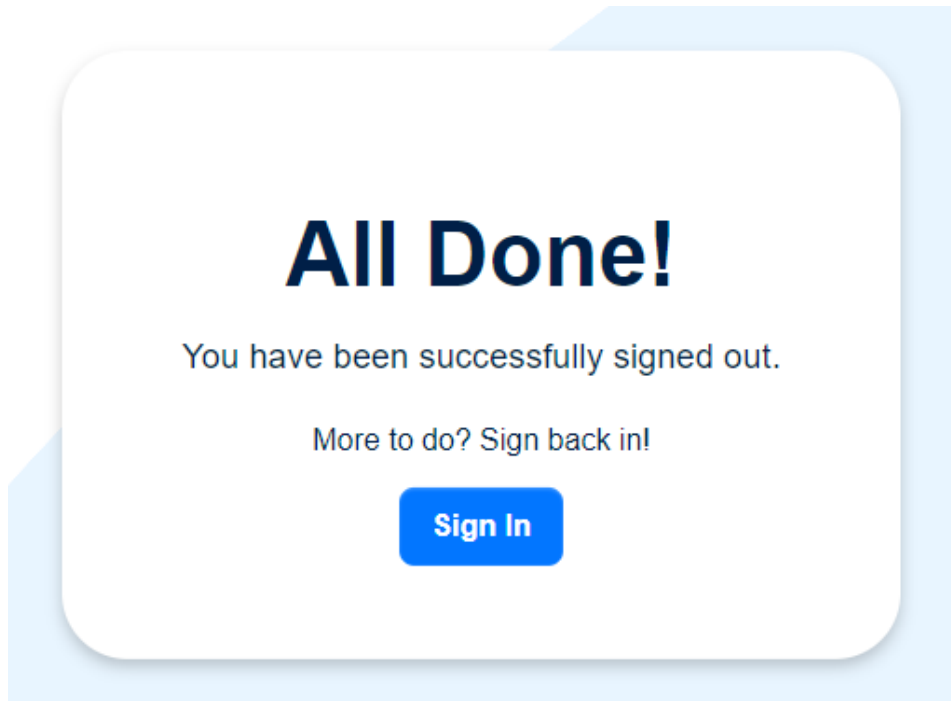 All Done!
You have been successfully signed out.
More to do? Sign back in!
Sign In